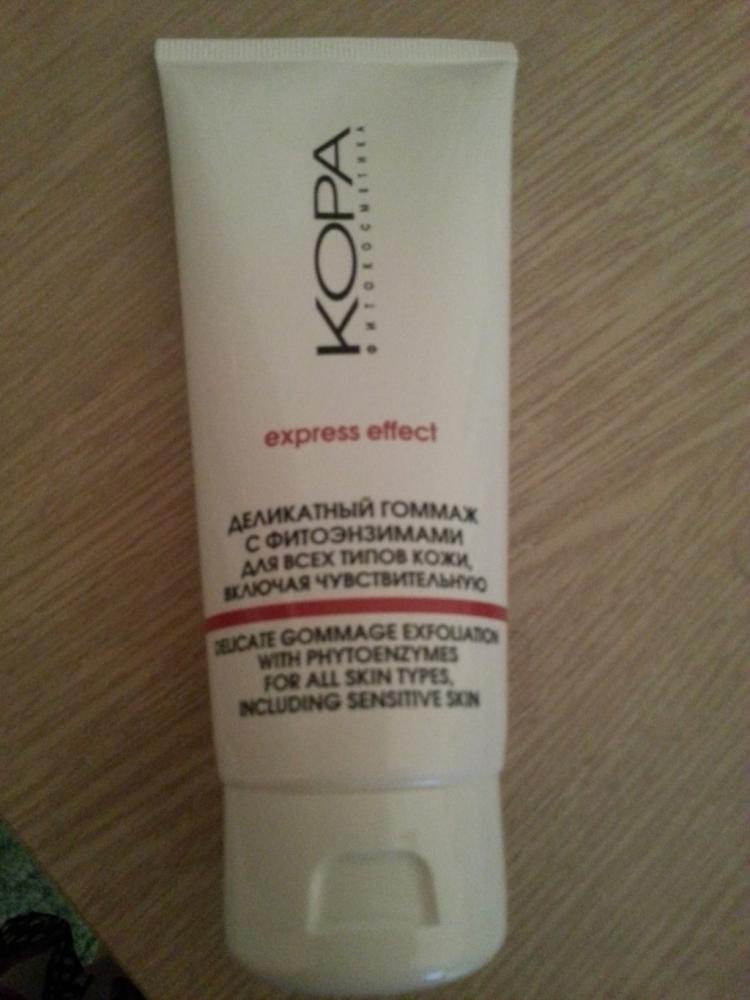 КОРА
ФИТОКОСМЕТИКА
express effect
ДЕЛИКАТНЫЙ ГОММАЖ
С ФИТОЭНЗИМАМИ
ДЛЯ ВСЕХ ТИПОВ КОЖИ,
ВКЛЮЧАЯ ЧУВСТВИТЕЛЬНУЮ
DELICATE GOMMAGE EXFOLIATION
WITH PHYTOENZYMES
FOR ALL SKIN TYPES,
INCLUDING SENSITIVE SKIN